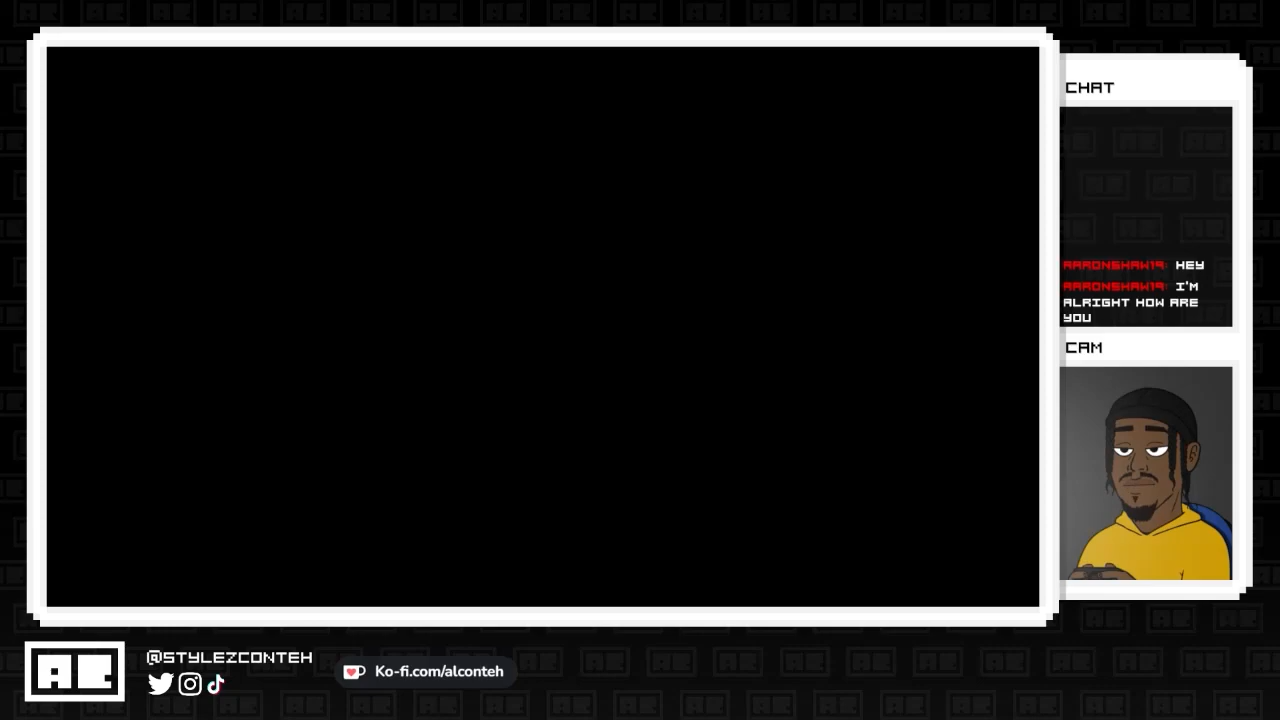 CHAT
AARONSHAW19: HEY
AARONSHAW19: I'M
ALRIGHT HOW ARE
YOU
CAM
AC
@STYLEZCONTEH
Ko-fi.com/alconteh